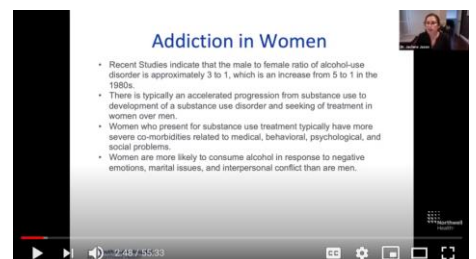 Addiction in Women
• Recent Studies indicate that the male to female ratio of alcohol-use
disorder is approximately 3 to 1, which is an increase from 5 to 1 in the
1980s.
• There is typically an accelerated progression from substance use to
development of a substance use disorder and seeking of treatment in
women over men.
• Women who present for substance use treatment typically have more
severe co-morbidities related to medical, behavioral, psychological, and
social problems.
• Women are more likely to consume alcohol in response to negative
emotions, marital issues, and interpersonal conflict than are men.
Northwell
Health
2:48 / 55:33
CC